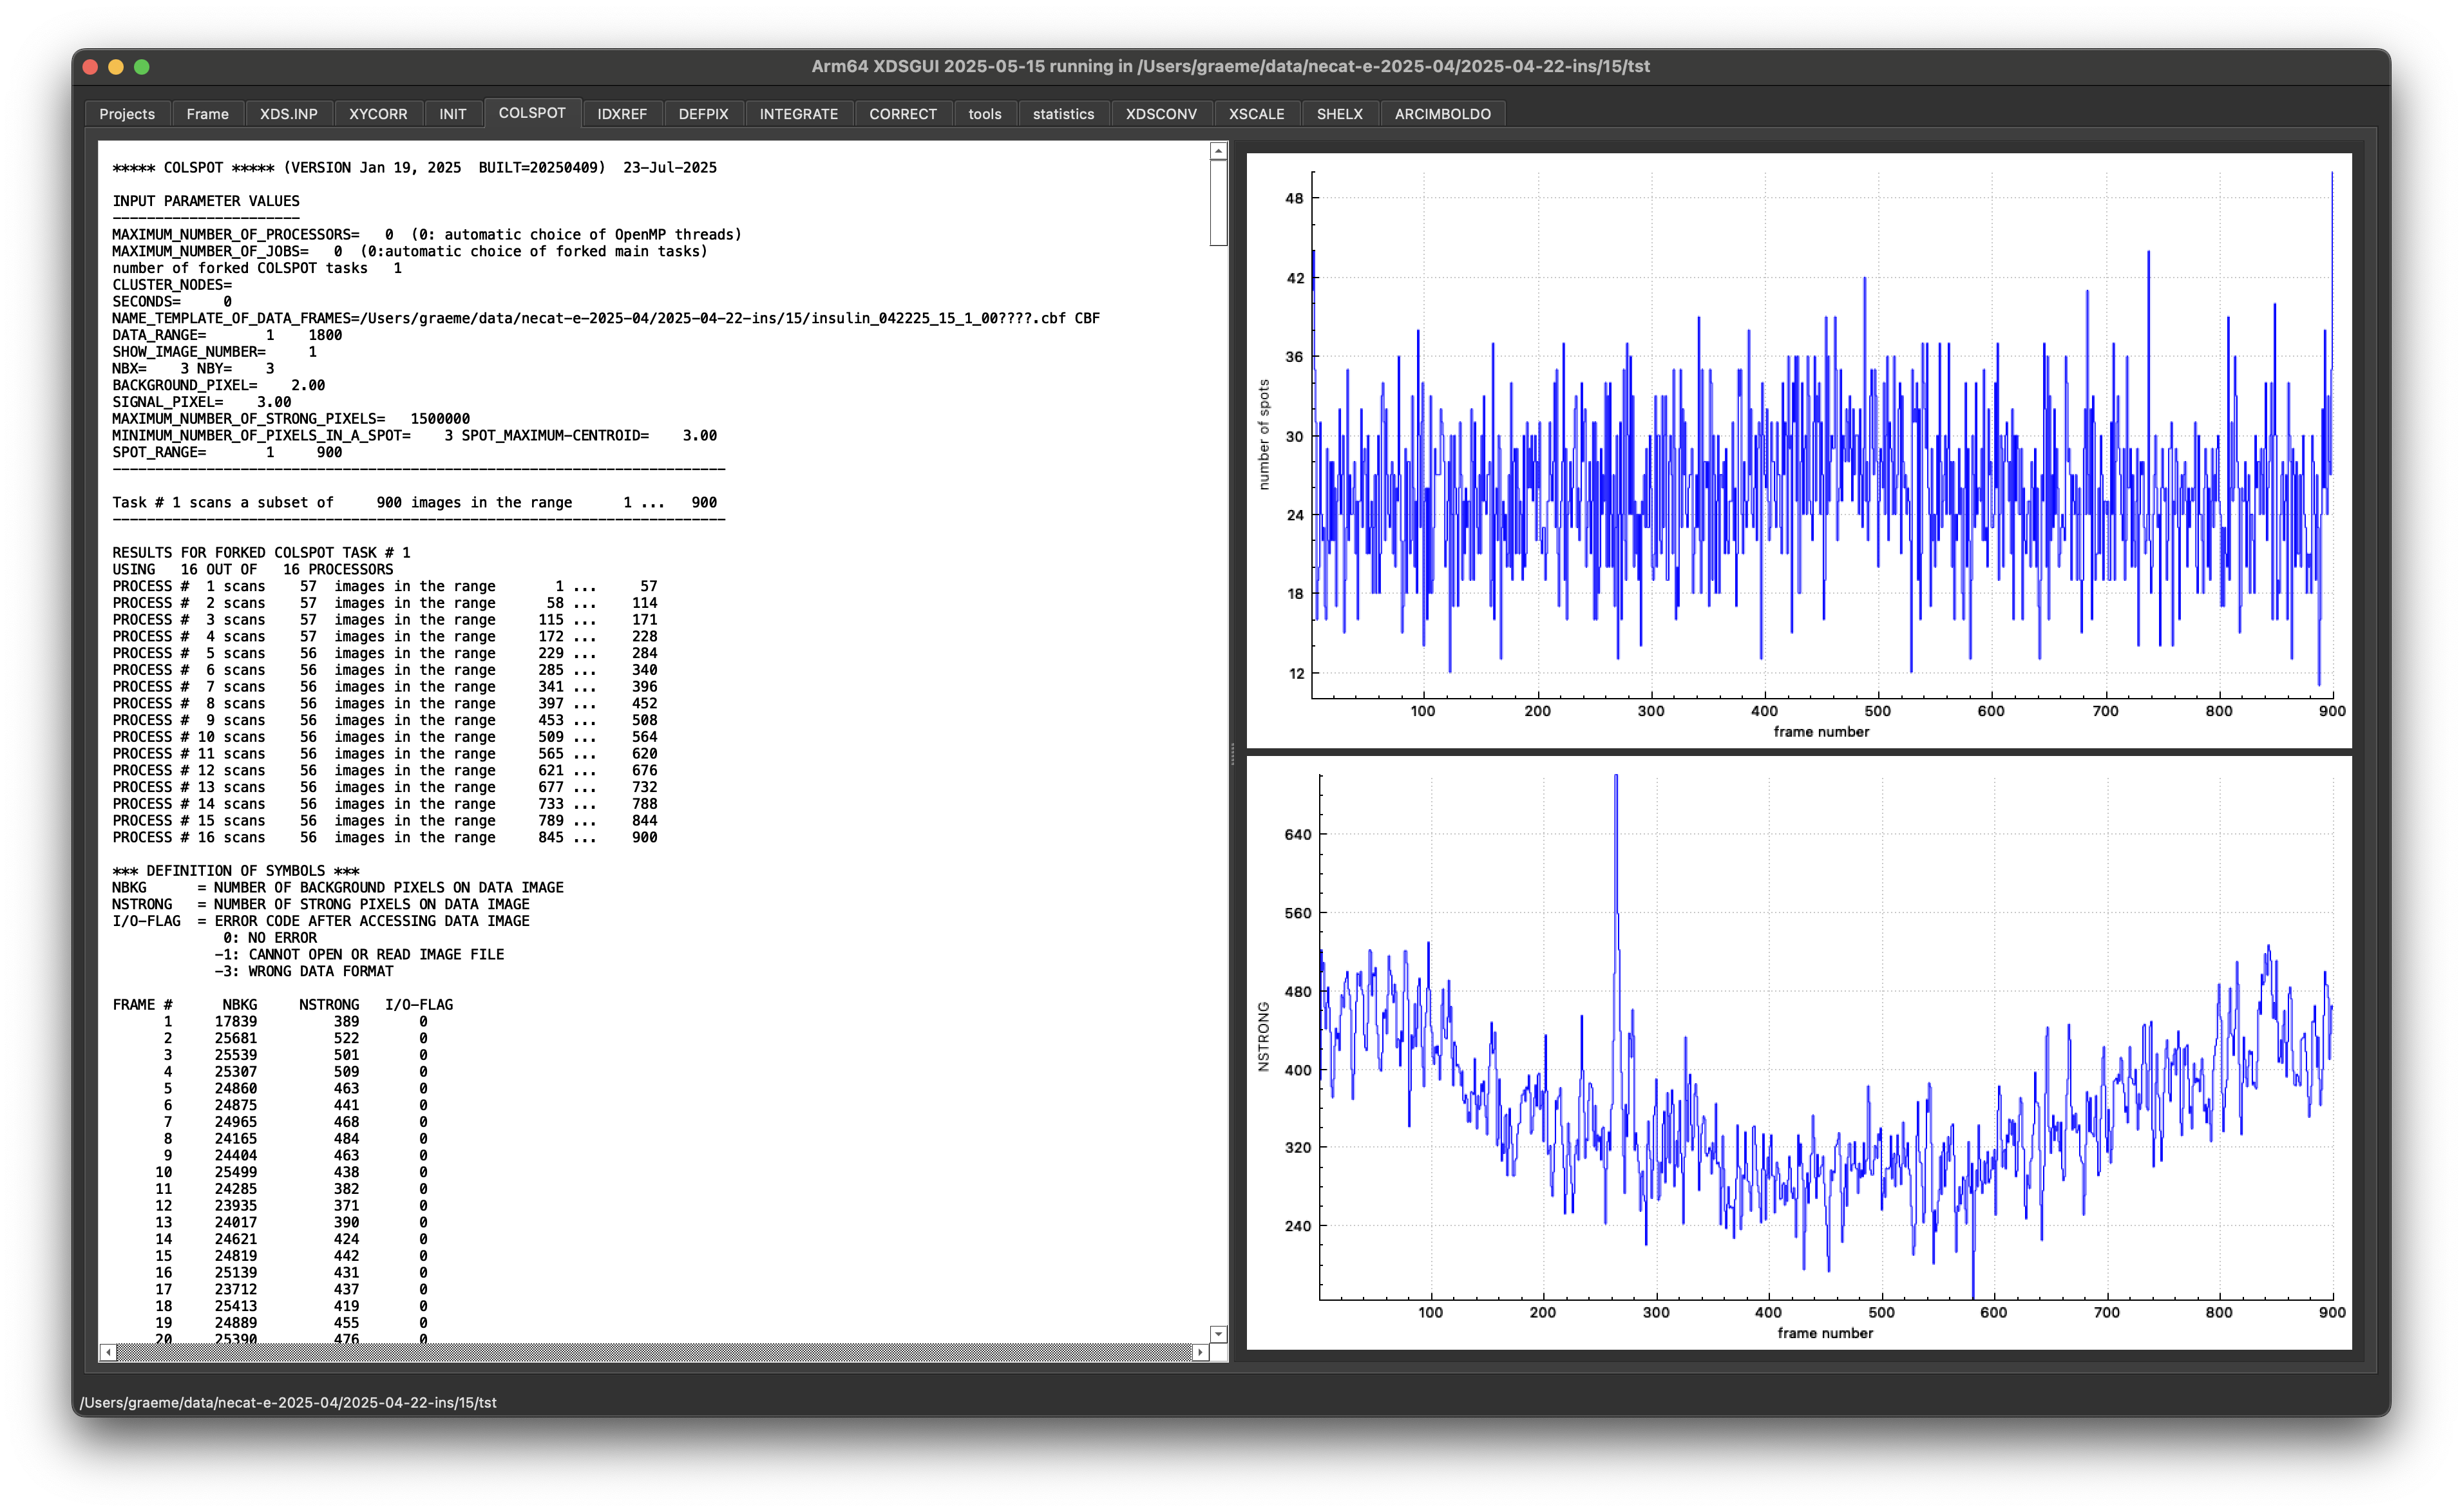 Arm64 XDSGUI 2025-05-15 running in /Users/graeme/data/necat-e-2025-04/2025-04-22-ins/15/tst
Projects Frame XDS.INP XYCORR INIT COLSPOT IDXREF DEFPIX INTEGRATE CORRECT tools statistics XDSCONV XSCALE SHELX ARCIMBOLDO
***** COLSPOT ***** (VERSION Jan 19, 2025  BUILT=20250409)  23-Jul-2025
INPUT PARAMETER VALUES
----------------------
MAXIMUM_NUMBER_OF_PROCESSORS=   0  (0: automatic choice of OpenMP threads)
MAXIMUM_NUMBER_OF_JOBS=   0  (0:automatic choice of forked main tasks)
number of forked COLSPOT tasks   1
CLUSTER_NODES=
SECONDS=     0
NAME_TEMPLATE_OF_DATA_FRAMES=/Users/graeme/data/necat-e-2025-04/2025-04-22-ins/15/insulin_042225_15_1_00????.cbf CBF
DATA_RANGE=       1    1800
SHOW_IMAGE_NUMBER=     1
NBX=    3 NBY=    3
BACKGROUND_PIXEL=    2.00
SIGNAL_PIXEL=    3.00
MAXIMUM_NUMBER_OF_STRONG_PIXELS=   1500000
MINIMUM_NUMBER_OF_PIXELS_IN_A_SPOT=    3 SPOT_MAXIMUM-CENTROID=    3.00
SPOT_RANGE=       1     900
------------------------------------------------------------------------
Task # 1 scans a subset of     900 images in the range      1 ...   900
------------------------------------------------------------------------
RESULTS FOR FORKED COLSPOT TASK # 1
USING   16 OUT OF   16 PROCESSORS
PROCESS #  1 scans    57  images in the range       1 ...     57
PROCESS #  2 scans    57  images in the range      58 ...    114
PROCESS #  3 scans    57  images in the range     115 ...    171
PROCESS #  4 scans    57  images in the range     172 ...    228
PROCESS #  5 scans    56  images in the range     229 ...    284
PROCESS #  6 scans    56  images in the range     285 ...    340
PROCESS #  7 scans    56  images in the range     341 ...    396
PROCESS #  8 scans    56  images in the range     397 ...    452
PROCESS #  9 scans    56  images in the range     453 ...    508
PROCESS # 10 scans    56  images in the range     509 ...    564
PROCESS # 11 scans    56  images in the range     565 ...    620
PROCESS # 12 scans    56  images in the range     621 ...    676
PROCESS # 13 scans    56  images in the range     677 ...    732
PROCESS # 14 scans    56  images in the range     733 ...    788
PROCESS # 15 scans    56  images in the range     789 ...    844
PROCESS # 16 scans    56  images in the range     845 ...    900
*** DEFINITION OF SYMBOLS ***
NBKG      = NUMBER OF BACKGROUND PIXELS ON DATA IMAGE
NSTRONG   = NUMBER OF STRONG PIXELS ON DATA IMAGE
I/O-FLAG  = ERROR CODE AFTER ACCESSING DATA IMAGE
0: NO ERROR
-1: CANNOT OPEN OR READ IMAGE FILE
-3: WRONG DATA FORMAT
FRAME #      NBKG     NSTRONG   I/O-FLAG
1     17839         389       0
2     25681         522       0
3     25539         501       0
4     25307         509       0
5     24860         463       0
6     24875         441       0
7     24965         468       0
8     24165         484       0
9     24404         463       0
10     25499         438       0
11     24285         382       0
12     23935         371       0
13     24017         390       0
14     24621         424       0
15     24819         442       0
16     25139         431       0
17     23712         437       0
18     25413         419       0
19     24889         455       0
20     25390         476       0
number of spots
48
42
36
30
24
18
12
100 200 300 400 500 600 700 800 900
frame number
NSTRONG
640
560
480
400
320
240
100 200 300 400 500 600 700 800 900
frame number
/Users/graeme/data/necat-e-2025-04/2025-04-22-ins/15/tst